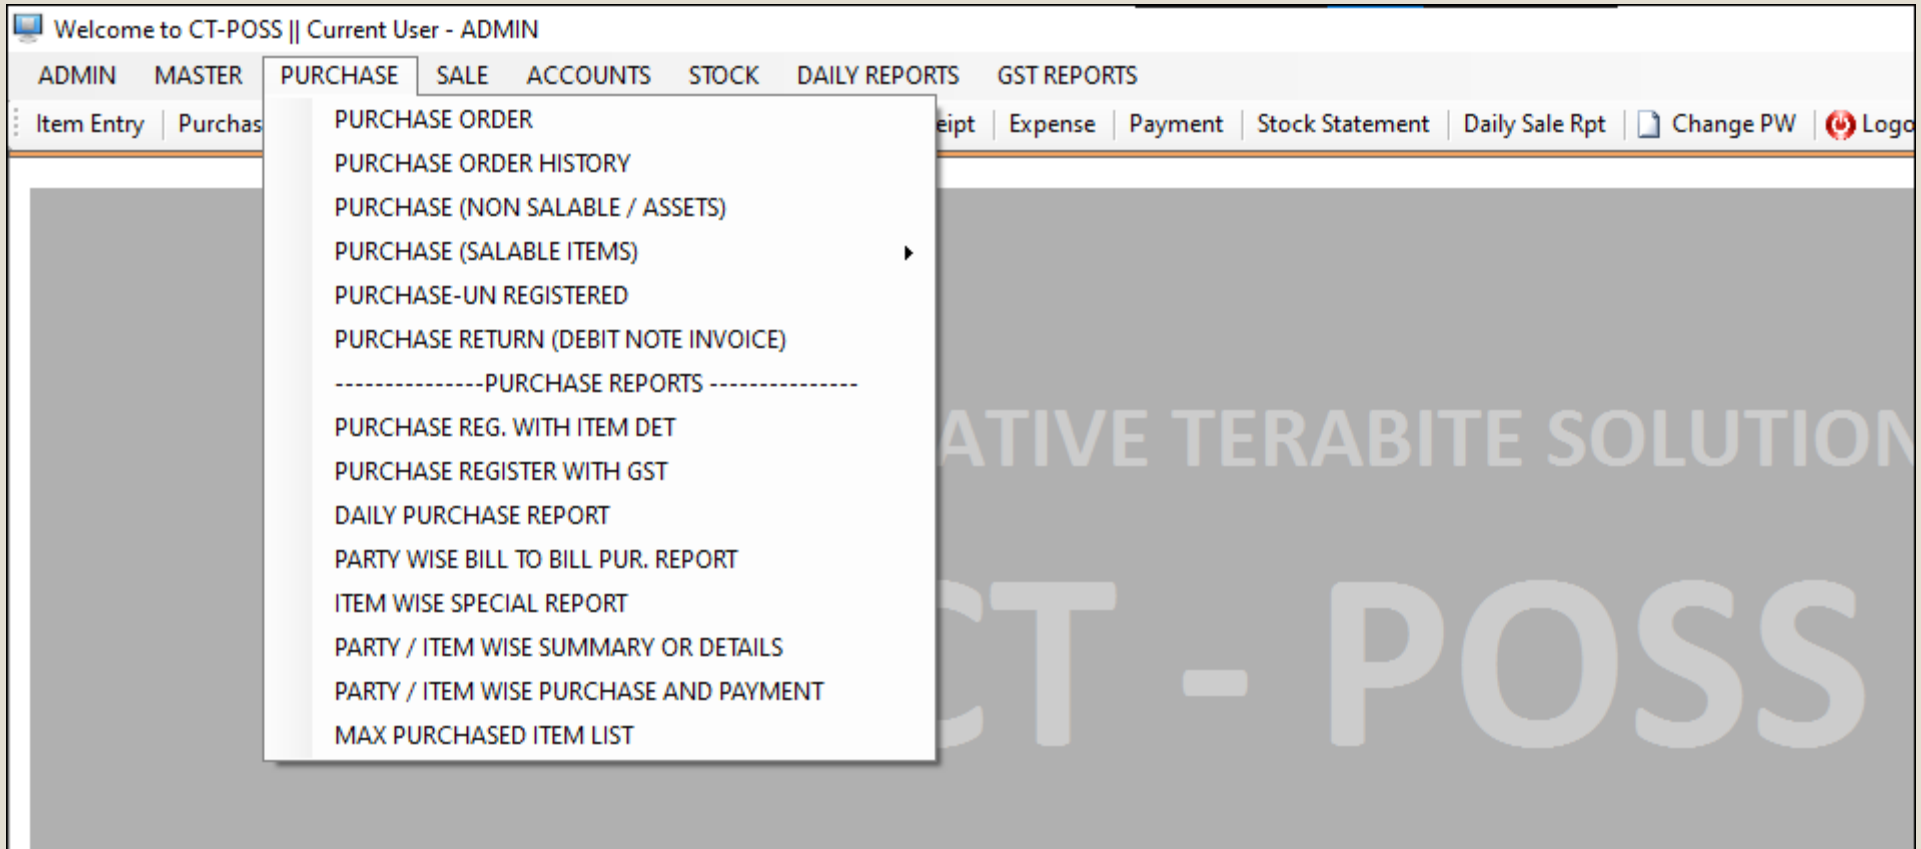 Welcome to CT-POSS || Current User - ADMIN
ADMIN MASTER PURCHASE SALE ACCOUNTS STOCK DAILY REPORTS GST REPORTS
Item Entry Purchas eipt Expense Payment Stock Statement Daily Sale Rpt Change PW Logo
PURCHASE ORDER
PURCHASE ORDER HISTORY
PURCHASE (NON SALABLE / ASSETS)
PURCHASE (SALABLE ITEMS)
PURCHASE-UN REGISTERED
PURCHASE RETURN (DEBIT NOTE INVOICE)
---------------PURCHASE REPORTS ---------------
PURCHASE REG. WITH ITEM DET
PURCHASE REGISTER WITH GST
DAILY PURCHASE REPORT
PARTY WISE BILL TO BILL PUR. REPORT
ITEM WISE SPECIAL REPORT
PARTY / ITEM WISE SUMMARY OR DETAILS
PARTY / ITEM WISE PURCHASE AND PAYMENT
MAX PURCHASED ITEM LIST
ATIVE TERABITE SOLUTION
CT - POSS